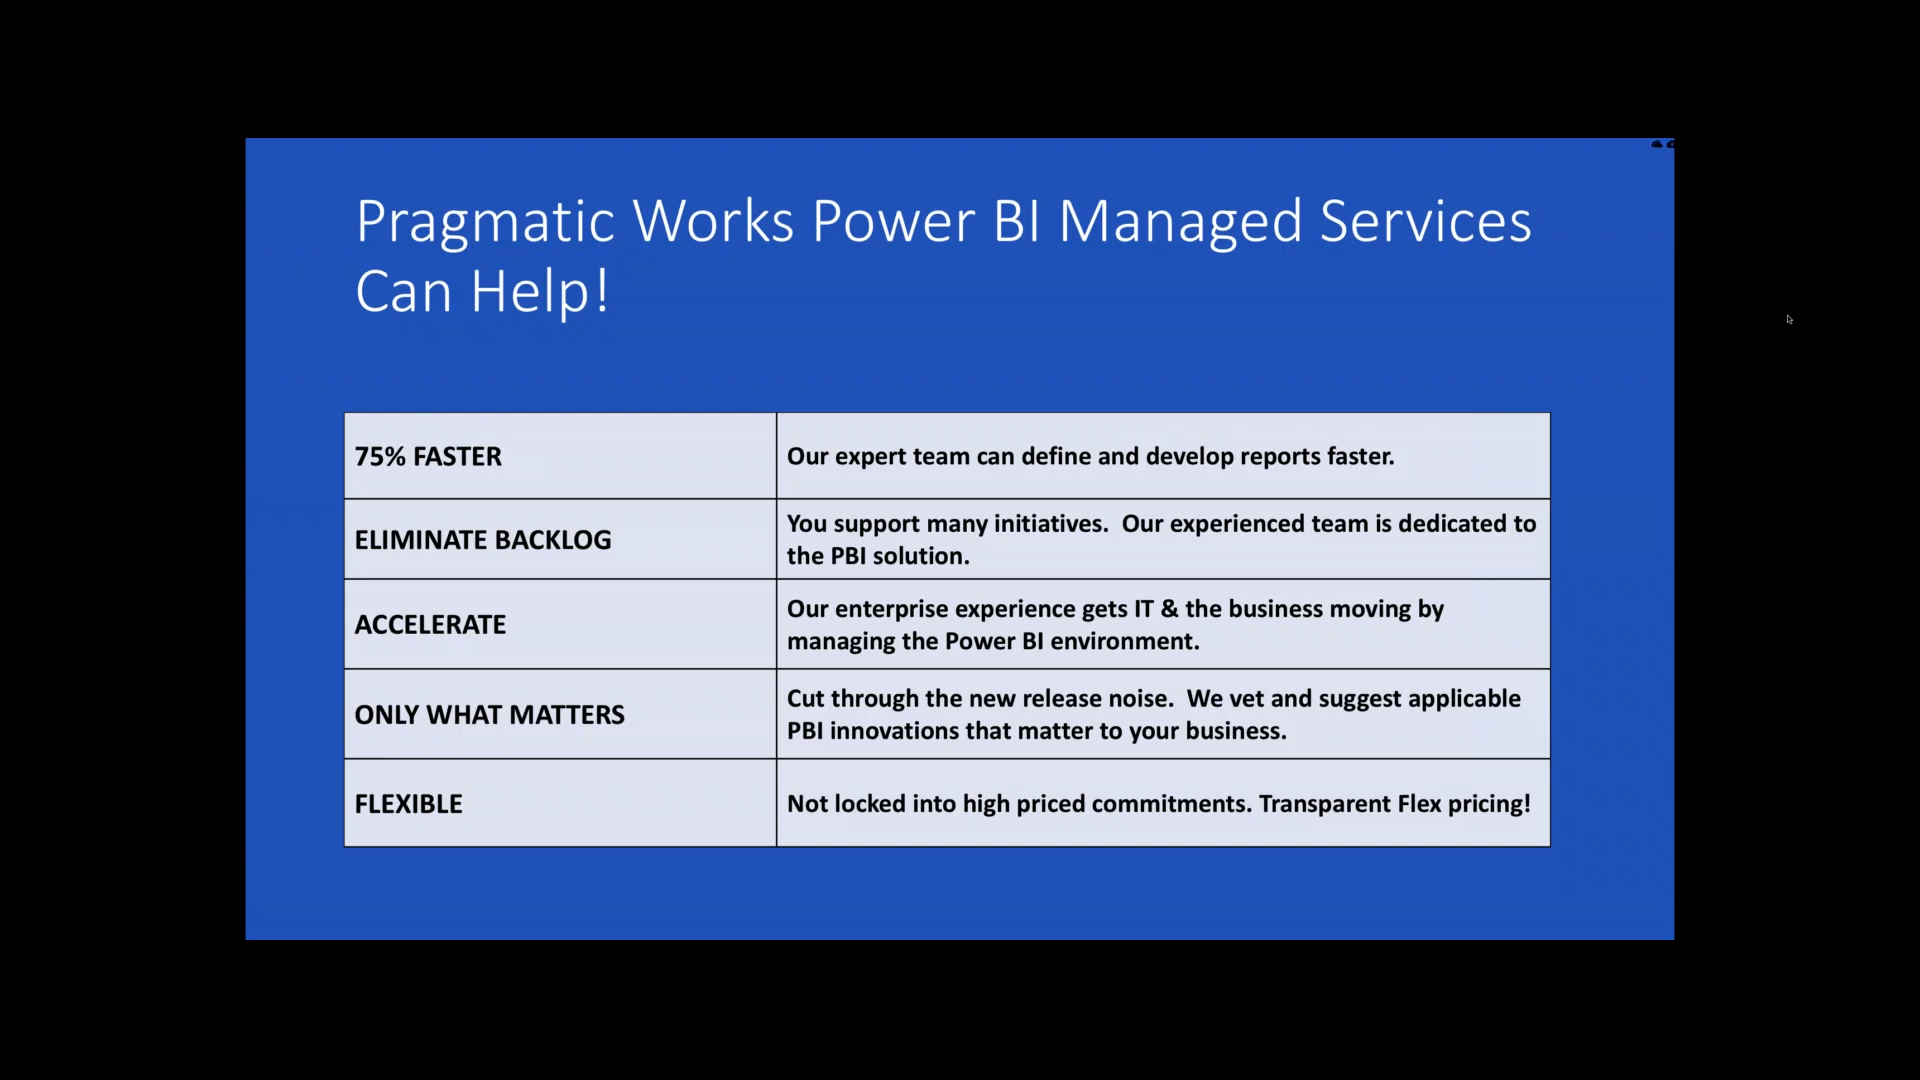 Pragmatic Works Power BI Managed Services
Can Help!
75% FASTER
Our expert team can define and develop reports faster.
ELIMINATE BACKLOG
You support many initiatives.  Our experienced team is dedicated to
the PBI solution.
ACCELERATE
Our enterprise experience gets IT & the business moving by
managing the Power BI environment.
ONLY WHAT MATTERS
Cut through the new release noise.  We vet and suggest applicable
PBI innovations that matter to your business.
FLEXIBLE
Not locked into high priced commitments. Transparent Flex pricing!